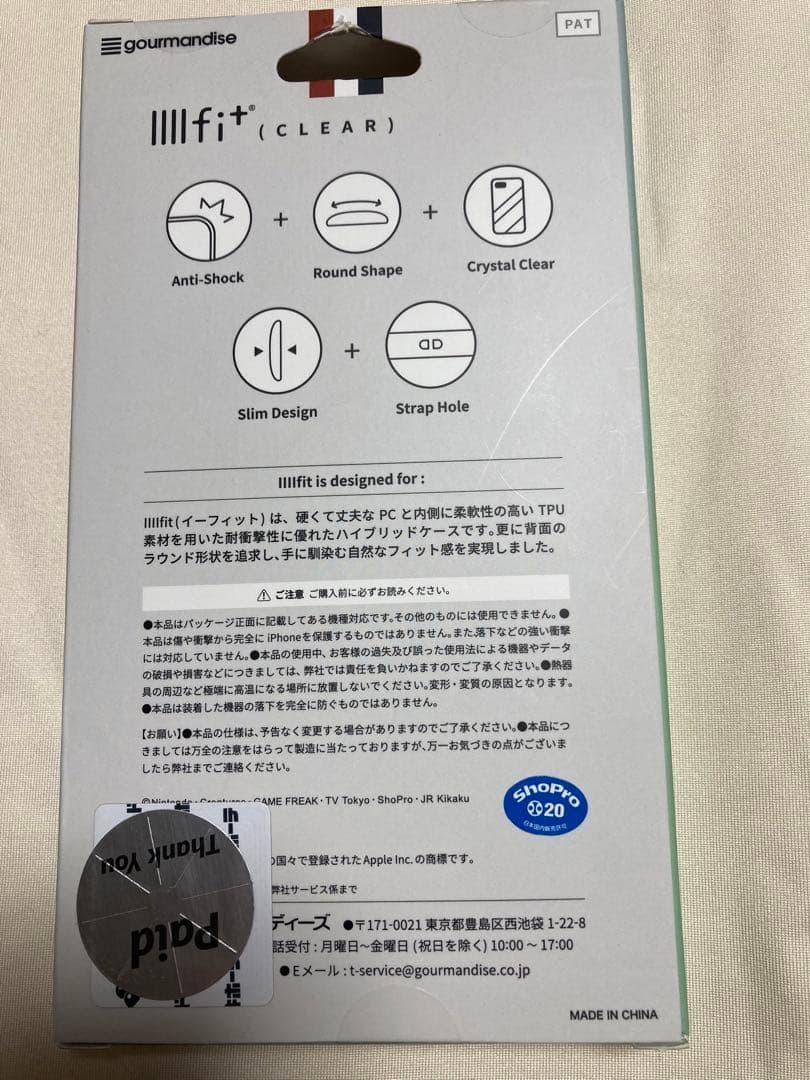 gourmandise
PAT
IIIIfit® (CLEAR)
Anti-Shock + Round Shape + Crystal Clear
Slim Design + Strap Hole
IIIIfit is designed for :
IIIIfit(イーフィット) は、硬くて丈夫な PC と内側に柔軟性の高い TPU
素材を用いた耐衝撃性に優れたハイブリッドケースです。更に背面の
ラウンド形状を追求し、手に馴染む自然なフィット感を実現しました。
⚠ ご注意 ご購入前に必ずお読みください。
●本品はパッケージ正面に記載してある機種対応です。その他のものには使用できません。●
本品は傷や衝撃から完全に iPhoneを保護するものではありません。また、落下などの強い衝撃
には対応していません。●本品の使用中、お客様の過失及び誤った使用法による機器やデータ
の破損や損害などにつきましては、弊社では責任を負いかねますのでご了承ください。●熱器
具の周辺など極端に高温になる場所に放置しないでください。変形・変質の原因となります。
●本品は装着した機器の落下を完全に防ぐものではありません。
【お願い】●本品の仕様は、予告なく変更する場合がありますのでご了承ください。●本品につ
きましては万全の注意をはらって製造に当たっておりますが、万一お気づきの点がございま
したら弊社までご連絡ください。
©Nintendo・Creatures・GAME FREAK・TV Tokyo・ShoPro・JR Kikaku
ShoPro
20
日本国内販売許可
の国々で登録されたApple Inc.の商標です。
弊社サービス係まで
Thank You
Paid
ディーズ ●〒171-0021 東京都豊島区西池袋 1-22-8
話受付 : 月曜日〜金曜日 (祝日を除く) 10:00 〜 17:00
●Eメール : t-service@gourmandise.co.jp
MADE IN CHINA